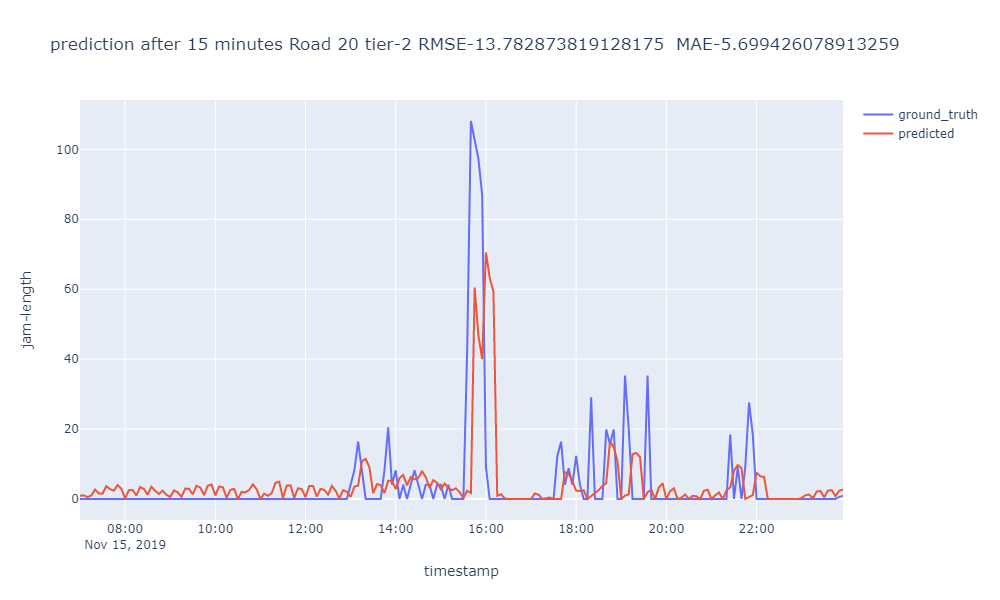 prediction after 15 minutes Road 20 tier-2 RMSE-13.782873819128175  MAE-5.699426078913259
ground_truth
predicted
jam-length
100
80
60
40
20
0
08:00 10:00 12:00 14:00 16:00 18:00 20:00 22:00
Nov 15, 2019
timestamp